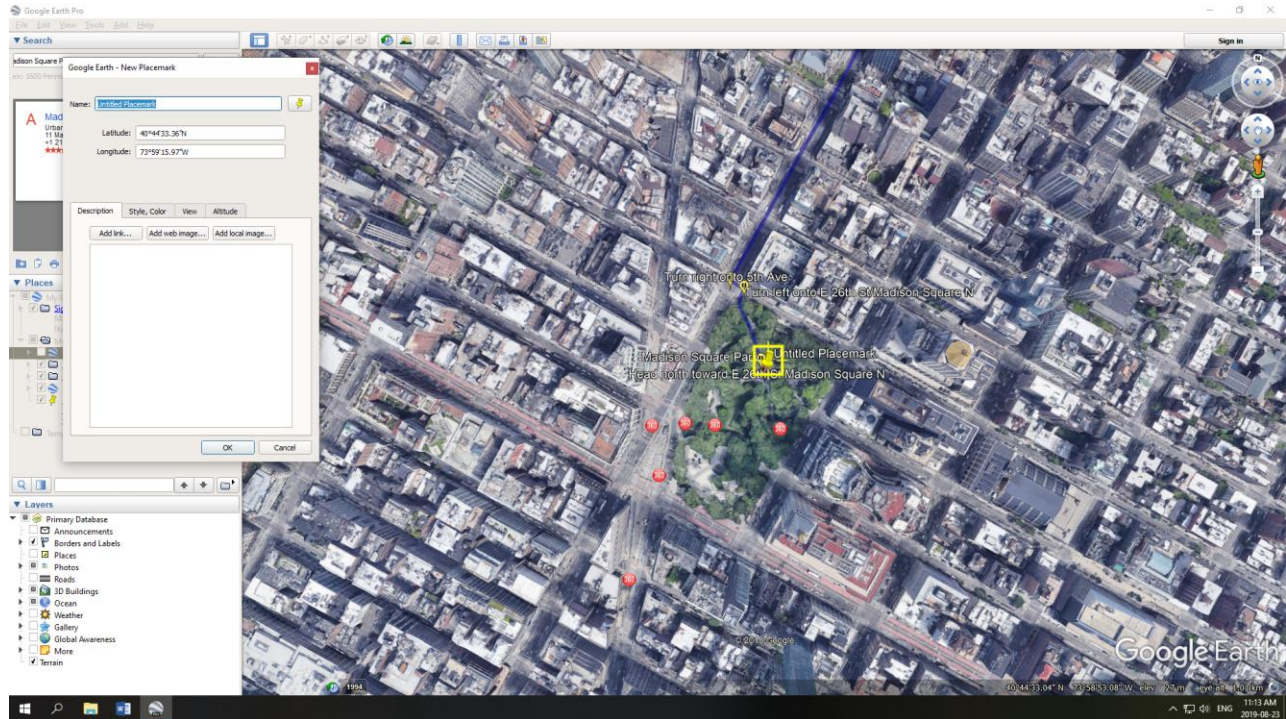 Google Earth Pro
File Edit View Tools Add Help
Search
Sign in
Google Earth - New Placemark
Name: Untitled Placemark
Latitude: 40°44'33.36"N
Longitude: 73°59'15.97"W
Description Style, Color View Altitude
Add link... Add web image... Add local image...
OK Cancel
A
Places
Layers
Primary Database
Announcements
Borders and Labels
Places
Photos
Roads
3D Buildings
Ocean
Weather
Gallery
Global Awareness
More
Terrain
N
Turn right onto 5th Ave
Turn left onto E 26th St/Madison Square N
Untitled Placemark
Madison Square
Head north toward E 26th St/Madison Square N
Google Earth
1994
11:13 AM
ENG
2019-08-23